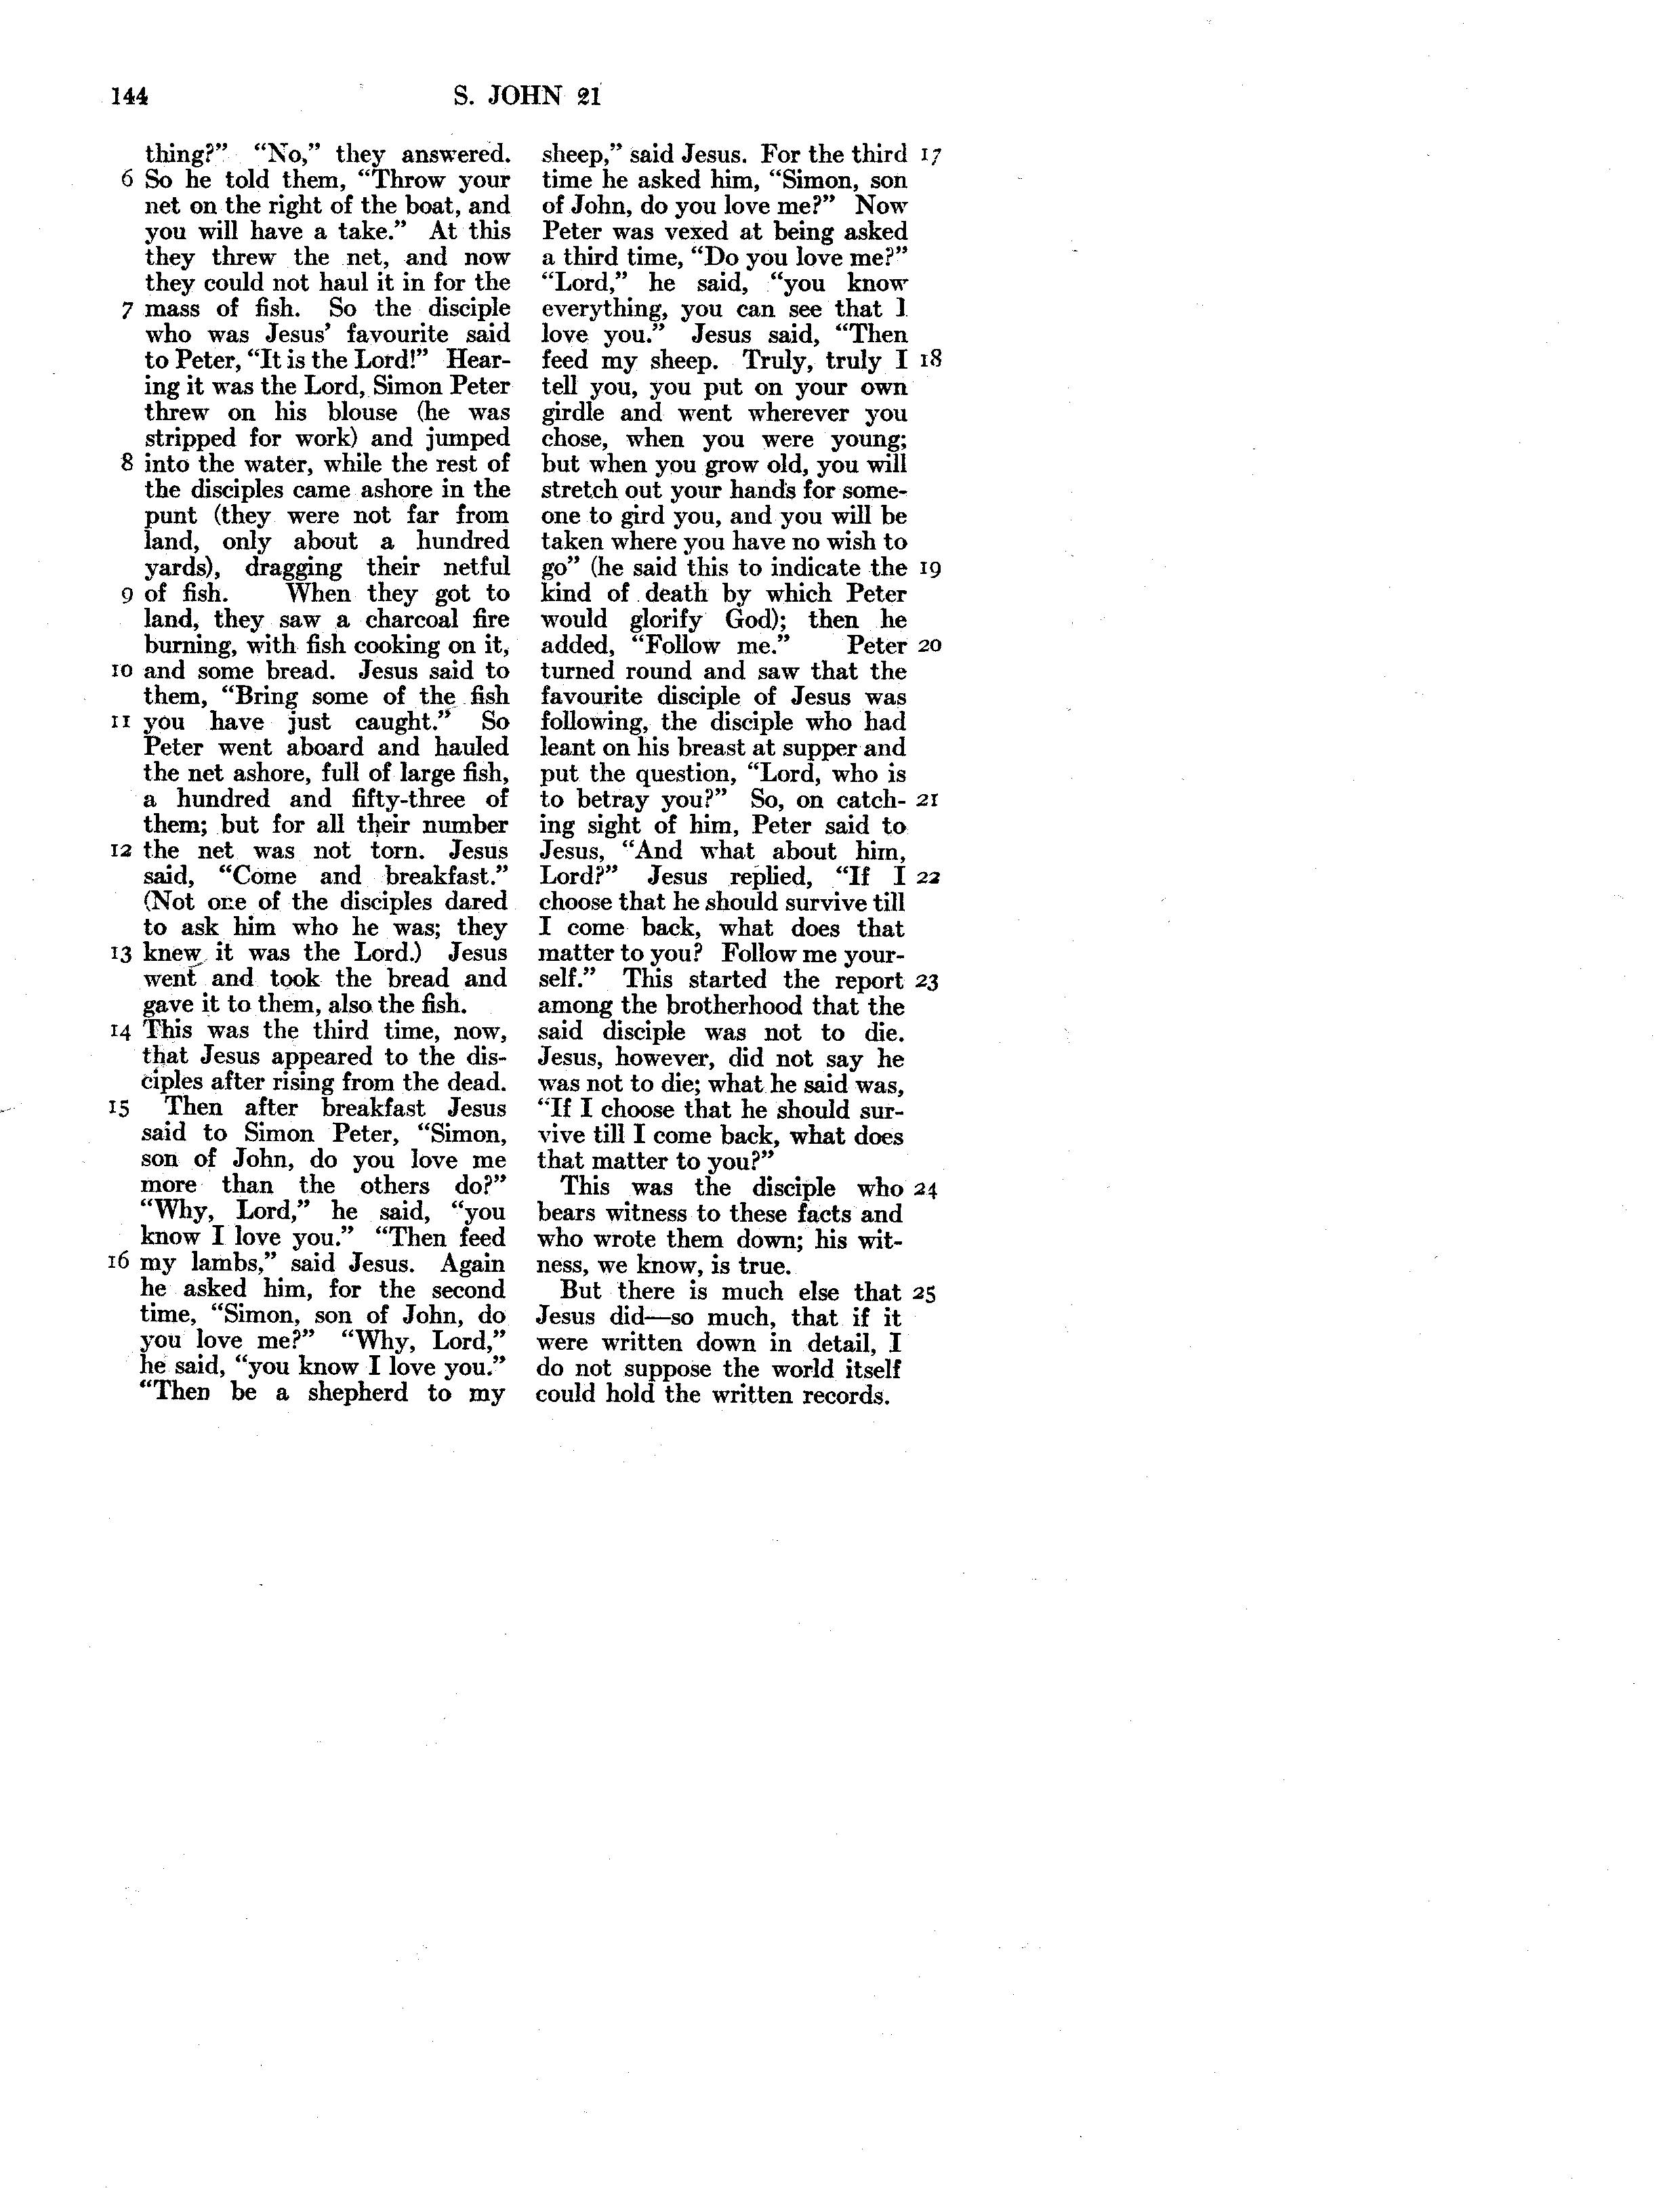 144
S. JOHN 21
thing?" "No," they answered.
6 So he told them, "Throw your
net on the right of the boat, and
you will have a take." At this
they threw the net, and now
they could not haul it in for the
7 mass of fish. So the disciple
who was Jesus' favourite said
to Peter, "It is the Lord!" Hear-
ing it was the Lord, Simon Peter
threw on his blouse (he was
stripped for work) and jumped
8 into the water, while the rest of
the disciples came ashore in the
punt (they were not far from
land, only about a hundred
yards), dragging their netful
9 of fish. When they got to
land, they saw a charcoal fire
burning, with fish cooking on it,
10 and some bread. Jesus said to
them, "Bring some of the fish
11 you have just caught." So
Peter went aboard and hauled
the net ashore, full of large fish,
a hundred and fifty-three of
them; but for all their number
12 the net was not torn. Jesus
said, "Come and breakfast."
(Not one of the disciples dared
to ask him who he was; they
13 knew it was the Lord.) Jesus
went and took the bread and
gave it to them, also the fish.
14 This was the third time, now,
that Jesus appeared to the dis-
ciples after rising from the dead.
15 Then after breakfast Jesus
said to Simon Peter, "Simon,
son of John, do you love me
more than the others do?"
"Why, Lord," he said, "you
know I love you." "Then feed
16 my lambs," said Jesus. Again
he asked him, for the second
time, "Simon, son of John, do
you love me?" "Why, Lord,"
he said, "you know I love you."
"Then be a shepherd to my
sheep," said Jesus. For the third 17
time he asked him, "Simon, son
of John, do you love me?" Now
Peter was vexed at being asked
a third time, "Do you love me?"
"Lord," he said, "you know
everything, you can see that I
love you." Jesus said, "Then
feed my sheep. Truly, truly I 18
tell you, you put on your own
girdle and went wherever you
chose, when you were young;
but when you grow old, you will
stretch out your hands for some-
one to gird you, and you will be
taken where you have no wish to
go" (he said this to indicate the 19
kind of death by which Peter
would glorify God); then he
added, "Follow me." Peter 20
turned round and saw that the
favourite disciple of Jesus was
following, the disciple who had
leant on his breast at supper and
put the question, "Lord, who is
to betray you?" So, on catch- 21
ing sight of him, Peter said to
Jesus, "And what about him,
Lord?" Jesus replied, "If I 22
choose that he should survive till
I come back, what does that
matter to you? Follow me your-
self." This started the report 23
among the brotherhood that the
said disciple was not to die.
Jesus, however, did not say he
was not to die; what he said was,
"If I choose that he should sur-
vive till I come back, what does
that matter to you?"
This was the disciple who 24
bears witness to these facts and
who wrote them down; his wit-
ness, we know, is true.
But there is much else that 25
Jesus did—so much, that if it
were written down in detail, I
do not suppose the world itself
could hold the written records.